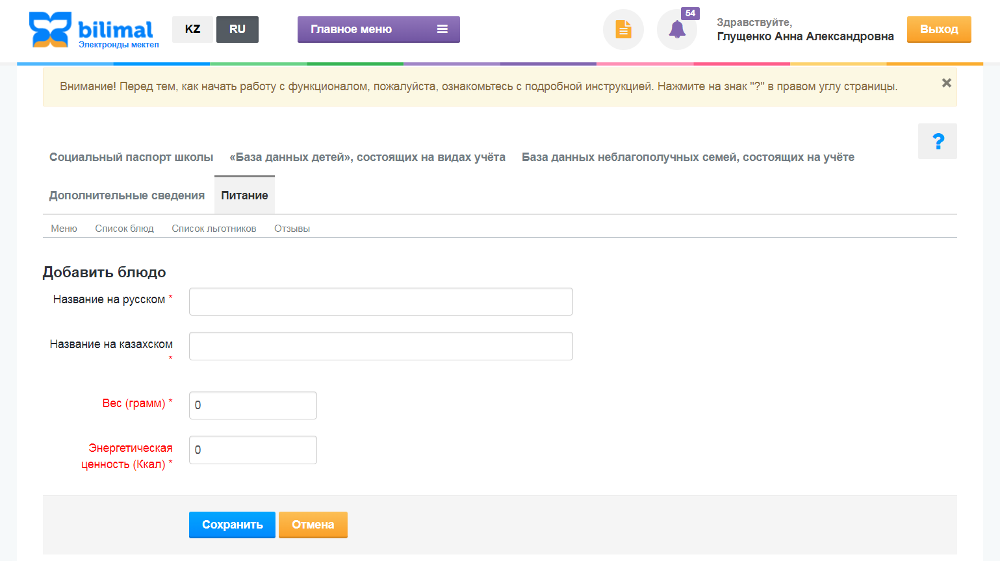 bilimal
Электронды мектеп
KZ
RU
Главное меню
54
Здравствуйте,
Глущенко Анна Александровна
Выход
Внимание! Перед тем, как начать работу с функционалом, пожалуйста, ознакомьтесь с подробной инструкцией. Нажмите на знак "?" в правом углу страницы.
×
?
Социальный паспорт школы «База данных детей», состоящих на видах учёта База данных неблагополучных семей, состоящих на учёте
Дополнительные сведения Питание
Меню Список блюд Список льготников Отзывы
Добавить блюдо
Название на русском *
Название на казахском
*
Вес (грамм) * 0
Энергетическая
ценность (Ккал) * 0
Сохранить Отмена